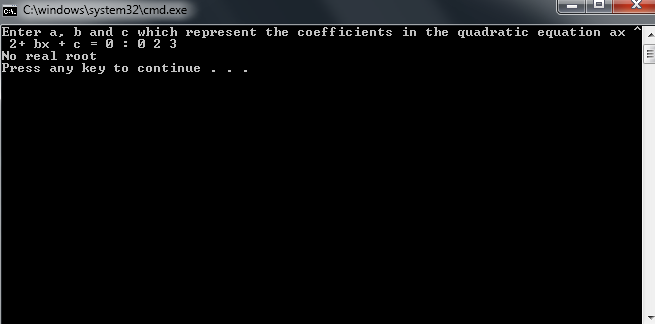 C:\windows\system32\cmd.exe
Enter a, b and c which represent the coefficients in the quadratic equation ax ^
 2+ bx + c = 0 : 0 2 3
No real root
Press any key to continue . . .